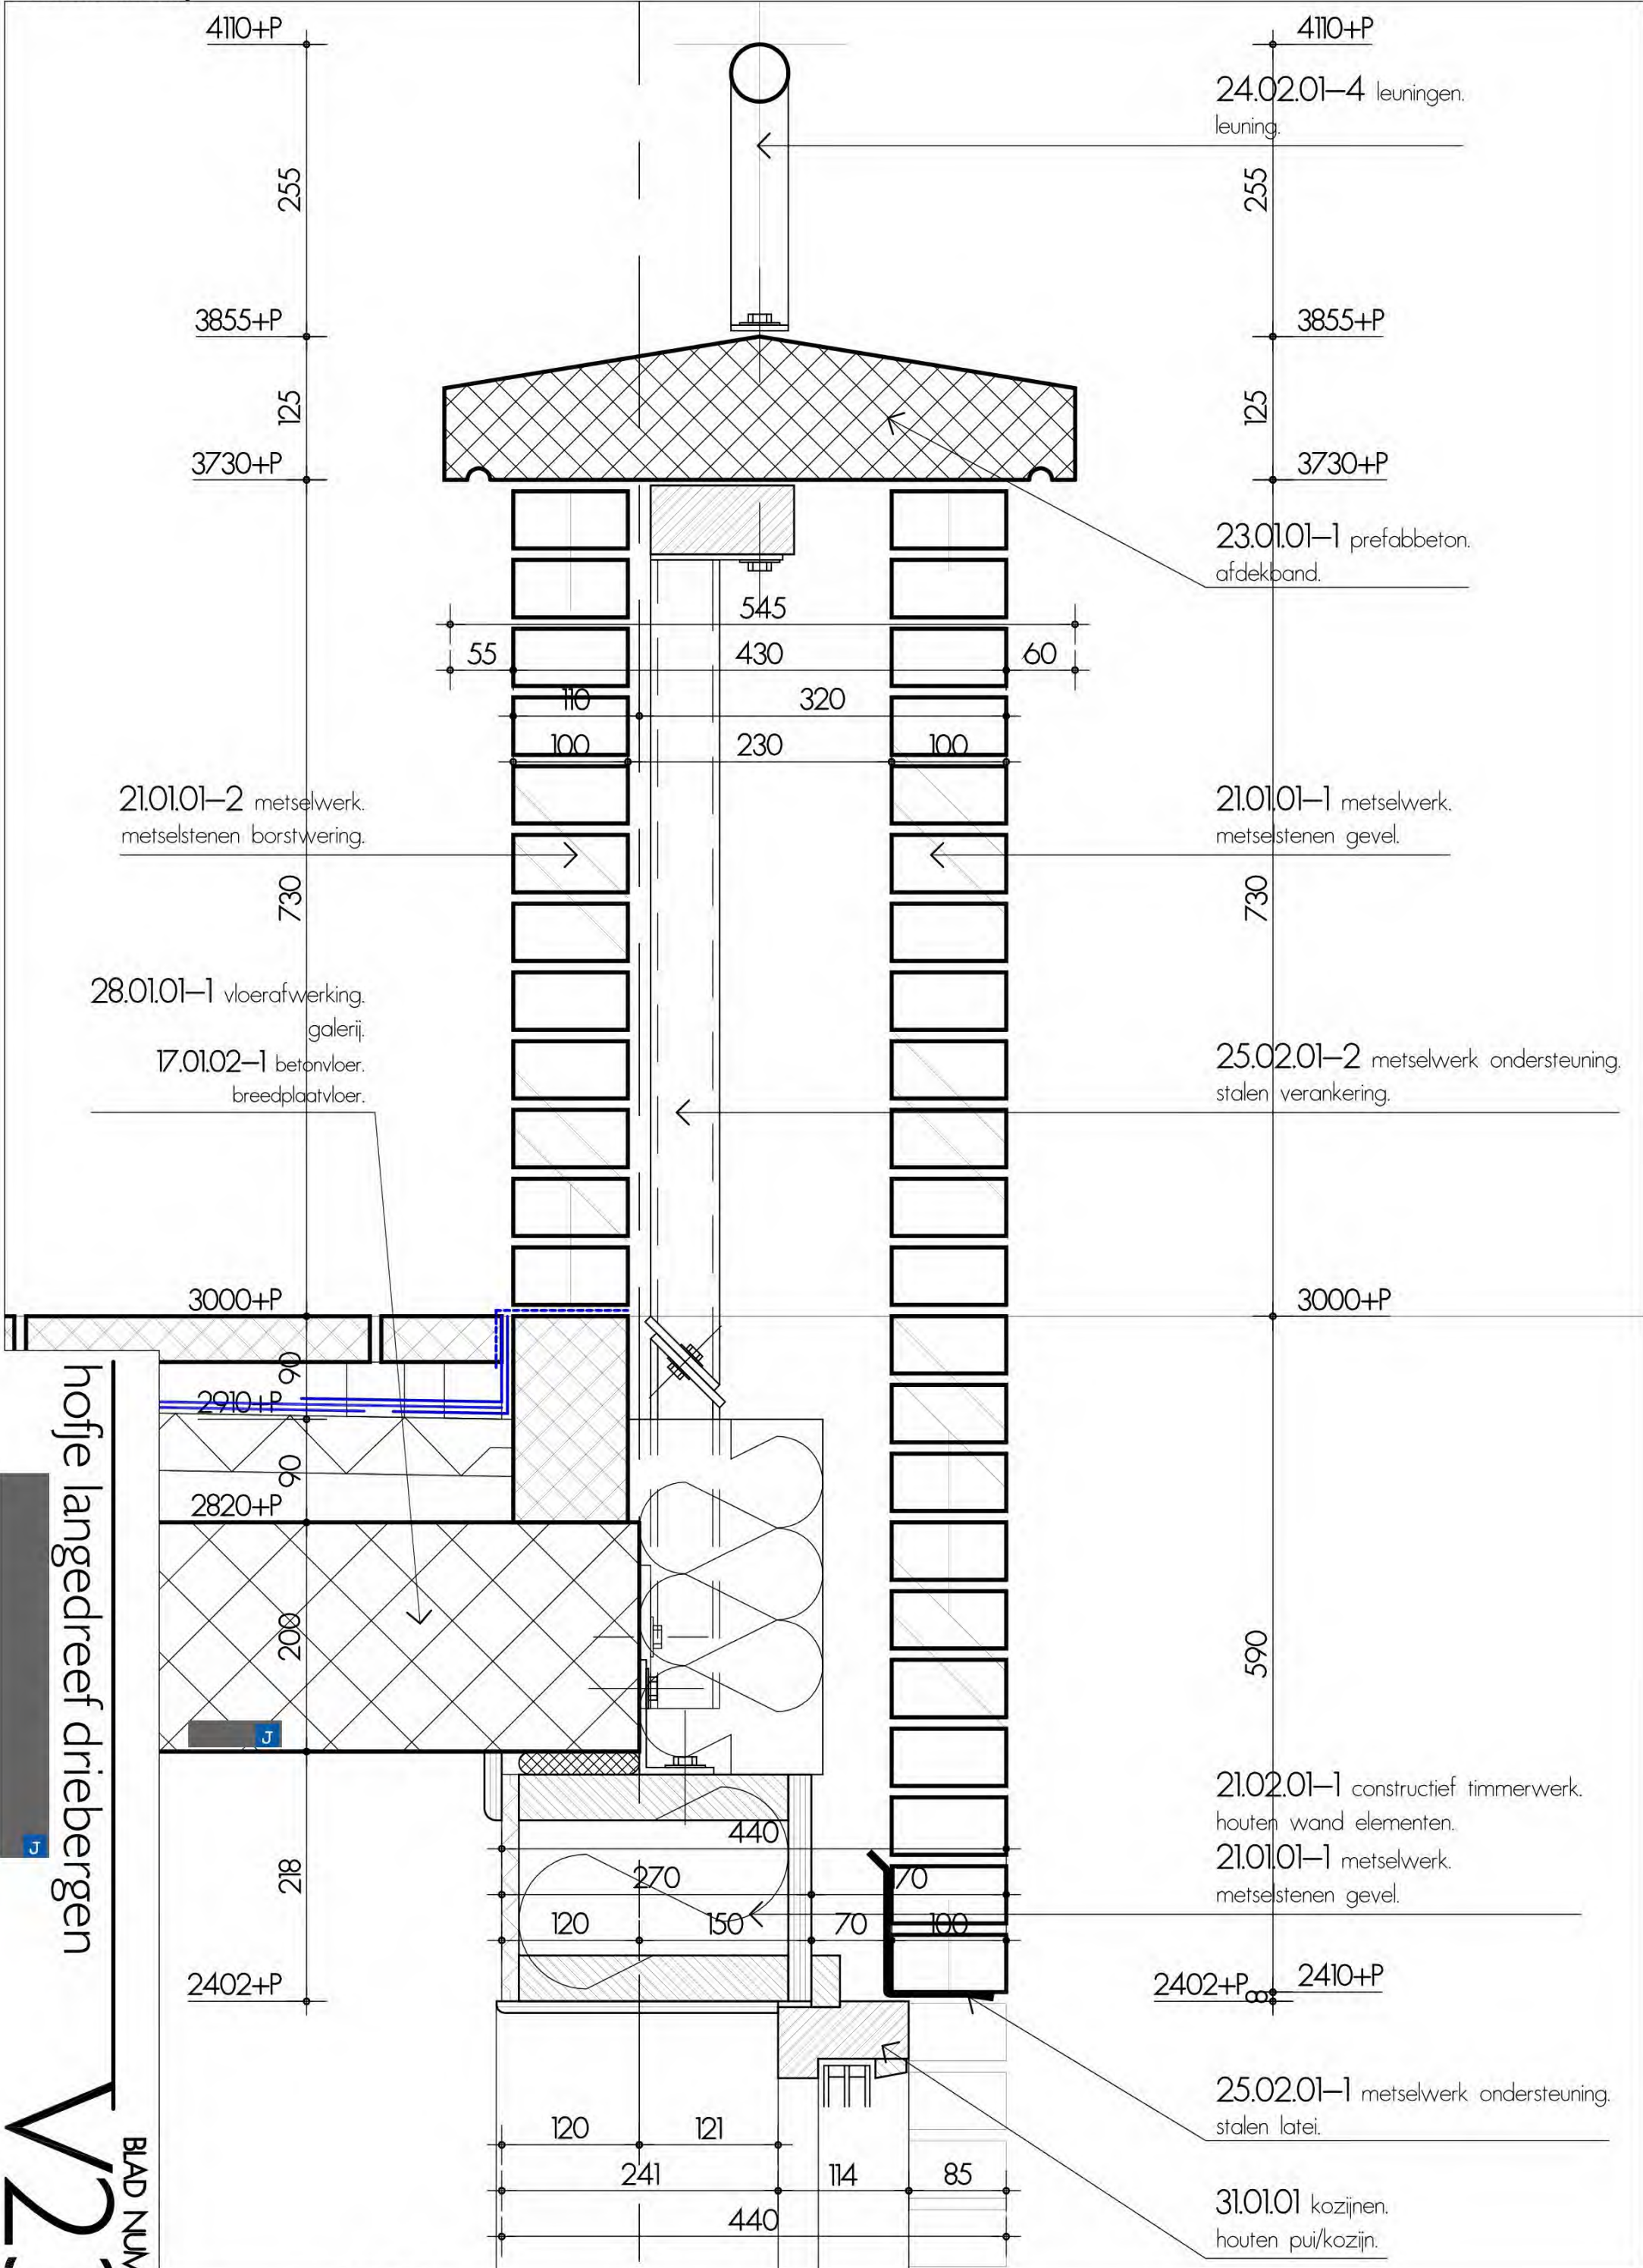 4110+P
4110+P
24.02.01-4 leuningen.
leuning.
255
255
3855+P
3855+P
125
125
3730+P
3730+P
23.01.01-1 prefabbeton.
afdekband.
545
55
430
60
110
320
100
230
100
21.01.01-2 metselwerk.
metselstenen borstwering.
21.01.01-1 metselwerk.
metselstenen gevel.
730
730
28.01.01-1 vloerafwerking.
galerij.
17.01.02-1 betonvloer.
breedplaatvloer.
25.02.01-2 metselwerk ondersteuning.
stalen verankering.
3000+P
3000+P
90
2910+P
90
2820+P
200
590
J
hofje langedreef driebergen
J
21.02.01-1 constructief timmerwerk.
houten wand elementen.
21.01.01-1 metselwerk.
metselstenen gevel.
440
218
270
170
120
150
70
100
2402+P
2402+P
8
2410+P
25.02.01-1 metselwerk ondersteuning.
stalen latei.
120
121
241
114
85
440
31.01.01 kozijnen.
houten pui/kozijn.
BLAD NUM